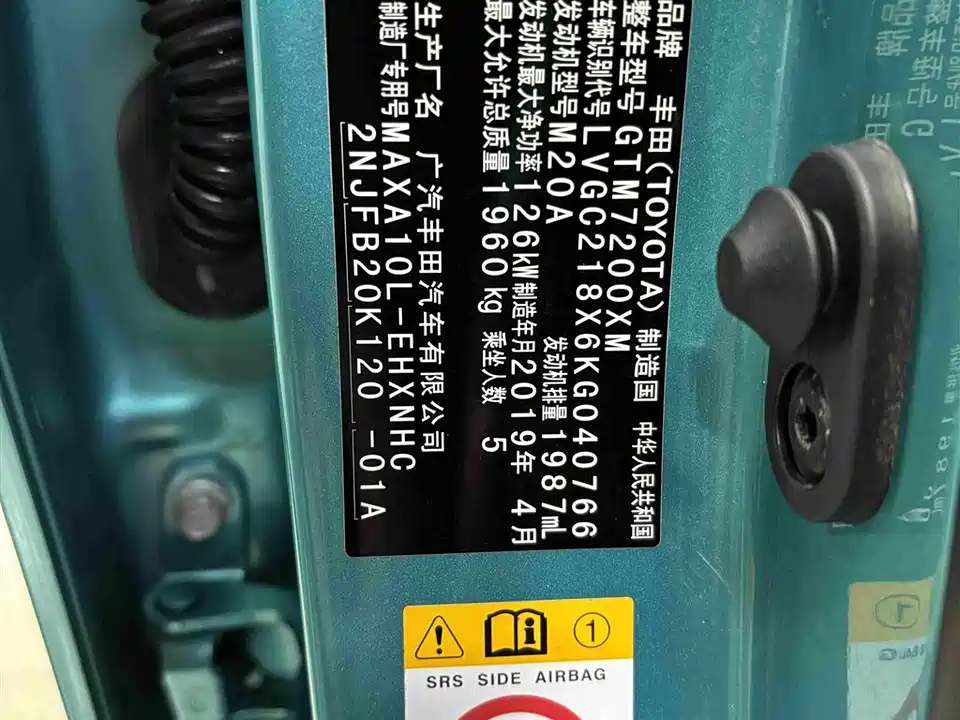 品牌 丰田(TOYOTA) 制造国 中华人民共和国
整车型号 GTM7200XM
车辆识别代号 LVGC218X6KG040766
发动机型号 M20A 发动机排量 1987mL
发动机最大净功率 126kW 制造年月 2019年 4月
最大允许总质量 1960kg 乘坐人数 5
生产厂名 广汽丰田汽车有限公司
制造厂专用号 MAXA10L-EHXNHC
2NJFB20K120-01A
1
SRS SIDE AIRBAG